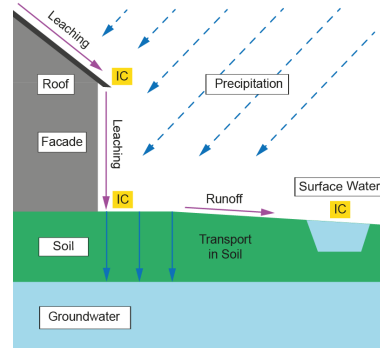 Leaching
IC
Roof
Precipitation
Facade
Leaching
IC
Runoff
Surface Water
IC
Soil
Transport
in Soil
Groundwater